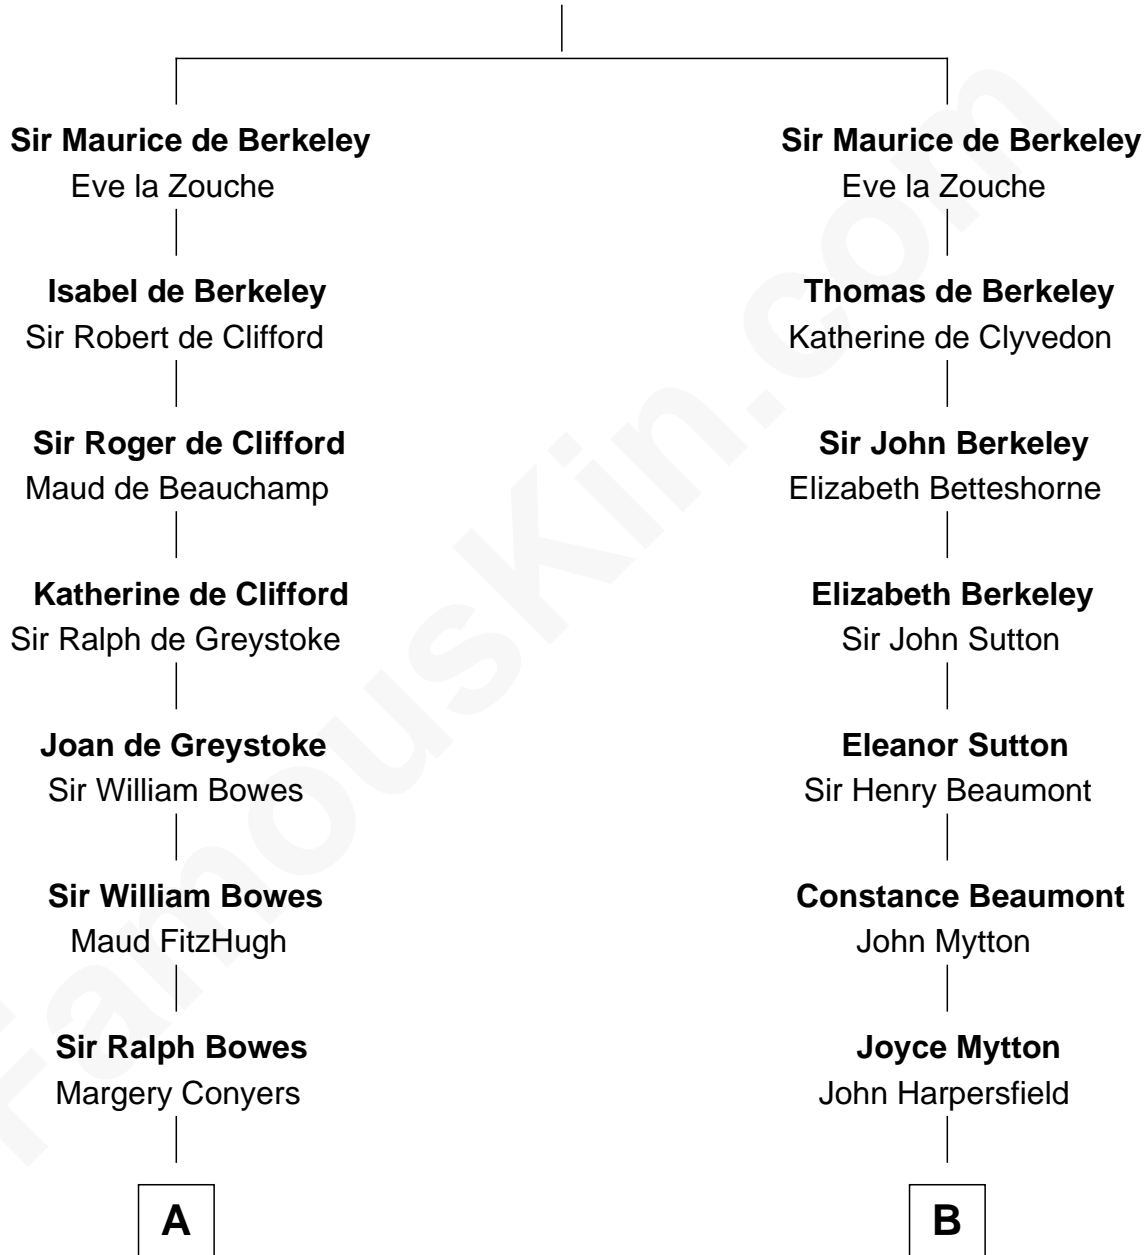 Sir Maurice de Berkeley
Eve la Zouche
Isabel de Berkeley
Sir Robert de Clifford
Sir Roger de Clifford
Maud de Beauchamp
Katherine de Clifford
Sir Ralph de Greystoke
Joan de Greystoke
Sir William Bowes
Sir William Bowes
Maud FitzHugh
Sir Ralph Bowes
Margery Conyers
A
Sir Maurice de Berkeley
Eve la Zouche
Thomas de Berkeley
Katherine de Clyvedon
Sir John Berkeley
Elizabeth Betteshorne
Elizabeth Berkeley
Sir John Sutton
Eleanor Sutton
Sir Henry Beaumont
Constance Beaumont
John Mytton
Joyce Mytton
John Harpersfield
B
FamousKin.com